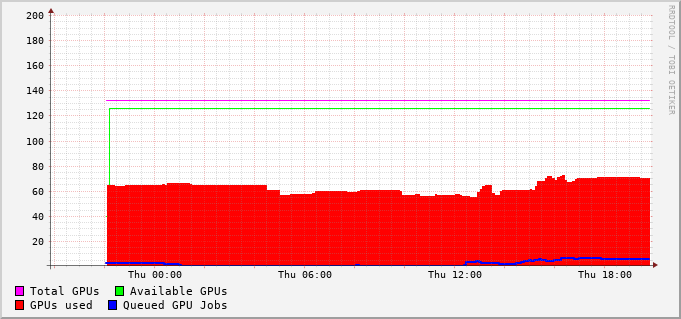 200
180
160
140
120
100
80
60
40
20
Thu 00:00 Thu 06:00 Thu 12:00 Thu 18:00
Total GPUs Available GPUs
GPUs used Queued GPU Jobs
RRDTOOL / TOBI OETIKER